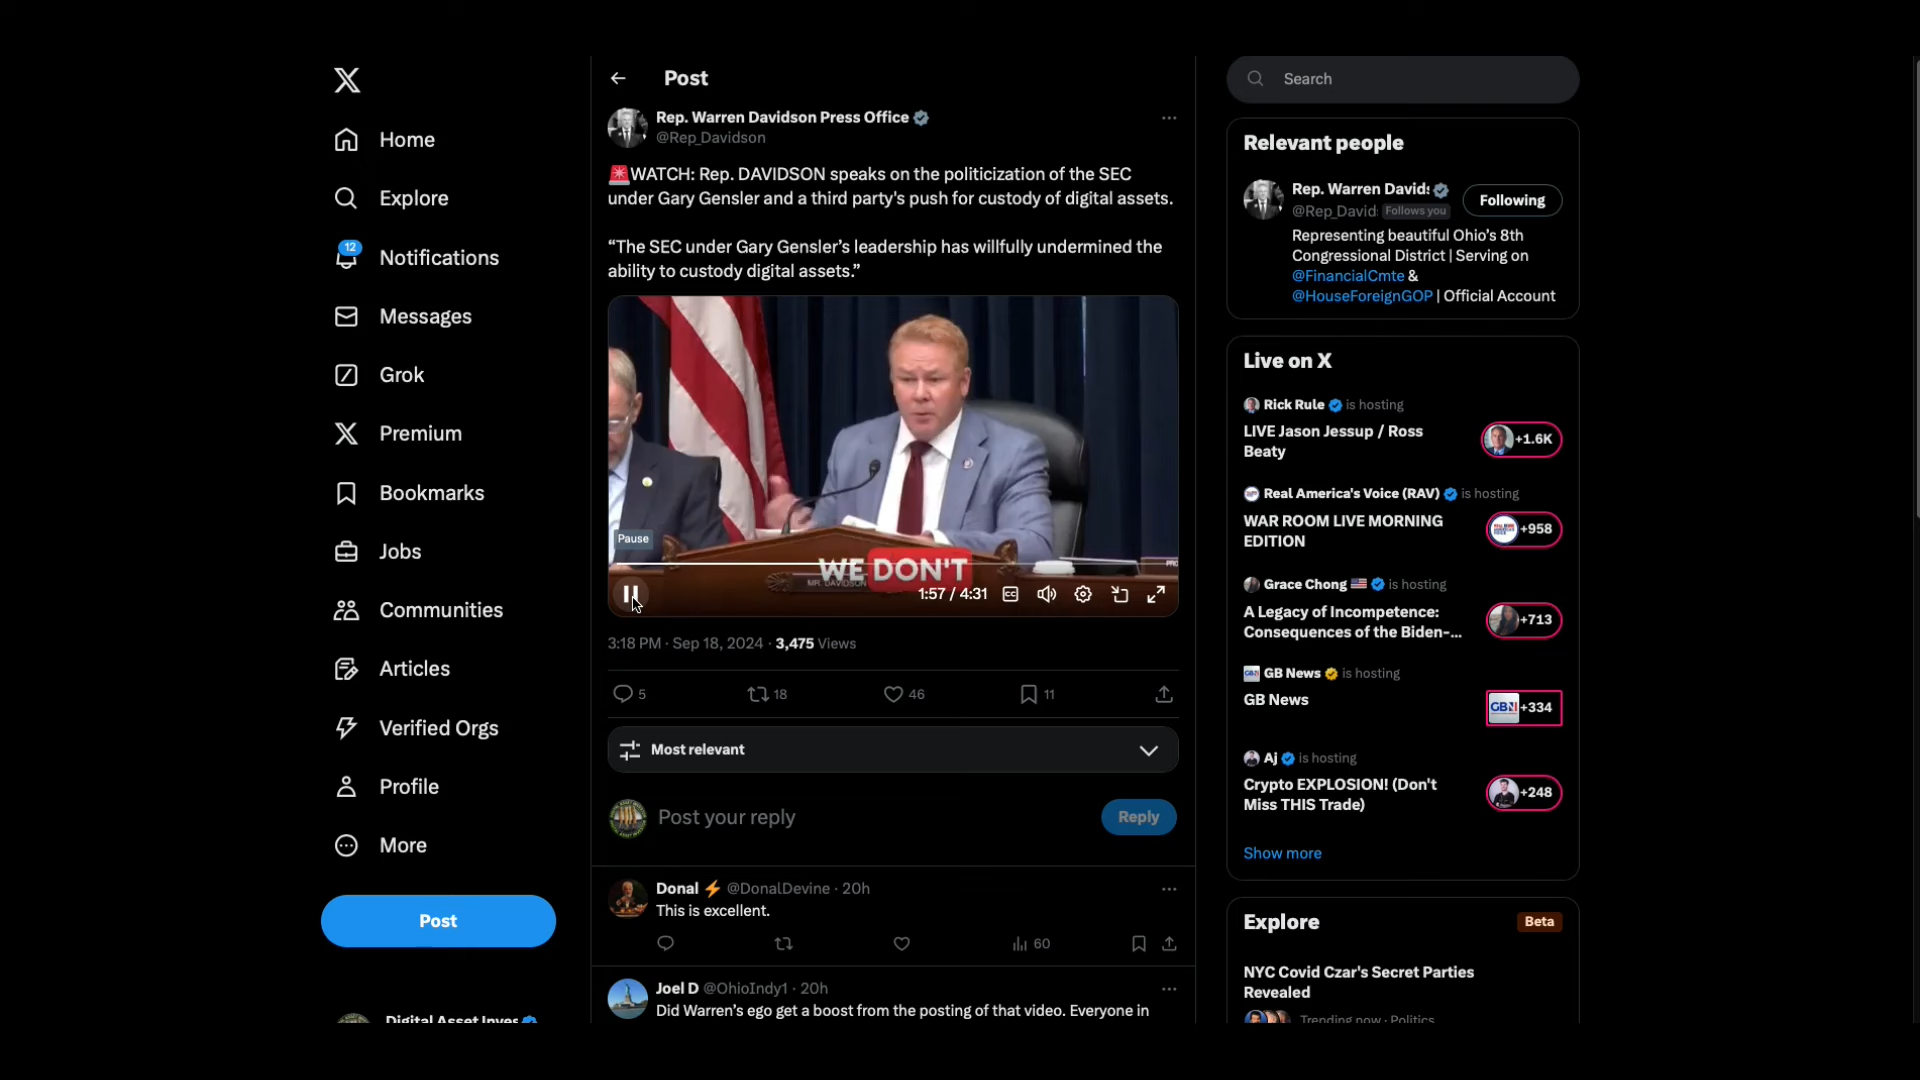 Home
Explore
12
Notifications
Messages
Grok
Premium
Bookmarks
Jobs
Communities
Articles
Verified Orgs
Profile
More
Post
Digital Asset Inves
Post
Rep. Warren Davidson Press Office
@Rep_Davidson
🚨WATCH: Rep. DAVIDSON speaks on the politicization of the SEC
under Gary Gensler and a third party's push for custody of digital assets.
“The SEC under Gary Gensler’s leadership has willfully undermined the
ability to custody digital assets.”
Pause
WE DON'T
MR. DAVIDSON
1:57 / 4:31
CC
3:18 PM · Sep 18, 2024 · 3,475 Views
5 18 46 11
Most relevant
Post your reply
Reply
Donal ⚡ @DonalDevine · 20h
This is excellent.
60
Joel D @OhioIndy1 · 20h
Did Warren’s ego get a boost from the posting of that video. Everyone in
Search
Relevant people
Rep. Warren Davids
@Rep_David Follows you
Following
Representing beautiful Ohio’s 8th
Congressional District | Serving on
@FinancialCmte &
@HouseForeignGOP | Official Account
Live on X
Rick Rule is hosting
LIVE Jason Jessup / Ross
Beaty
+1.6K
Real America's Voice (RAV) is hosting
WAR ROOM LIVE MORNING
EDITION
+958
Grace Chong 🇺🇸 is hosting
A Legacy of Incompetence:
Consequences of the Biden-...
+713
GB News is hosting
GB News
GBN +334
Aj is hosting
Crypto EXPLOSION! (Don't
Miss THIS Trade)
+248
Show more
Explore
Beta
NYC Covid Czar's Secret Parties
Revealed
Trending now · Politics